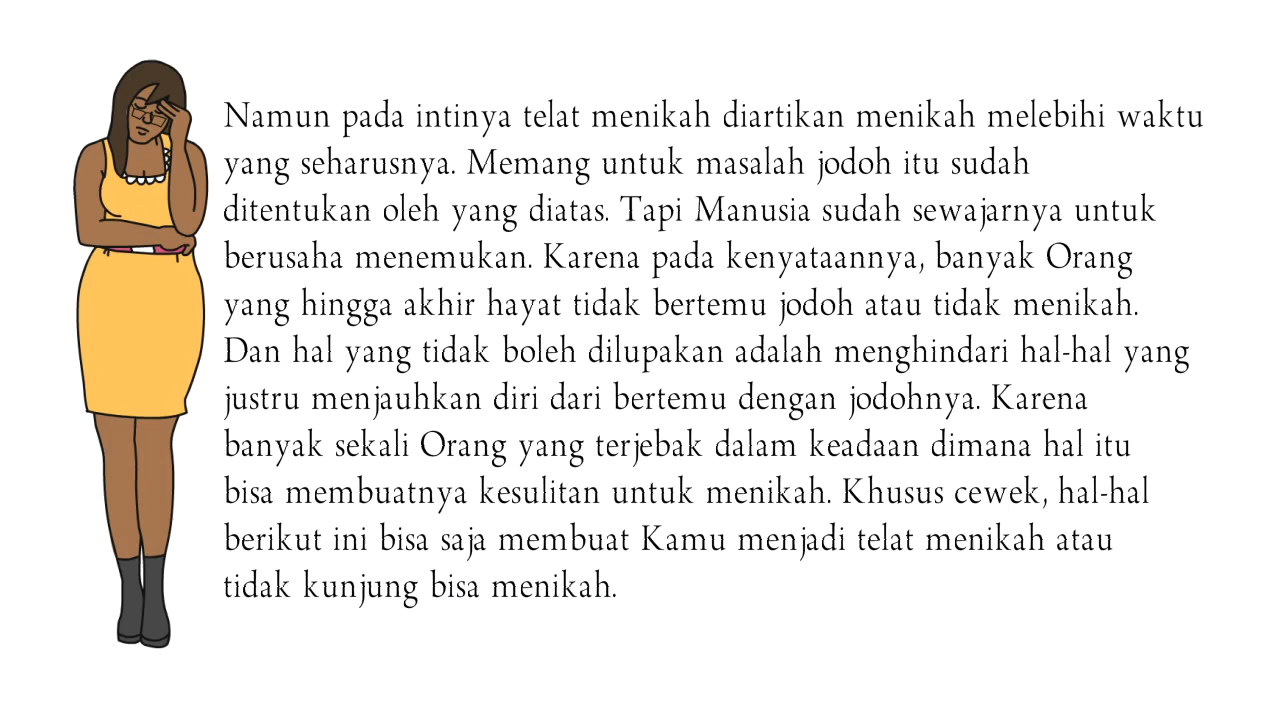 Namun pada intinya telat menikah diartikan menikah melebihi waktu
yang seharusnya. Memang untuk masalah jodoh itu sudah
ditentukan oleh yang diatas. Tapi Manusia sudah sewajarnya untuk
berusaha menemukan. Karena pada kenyataannya, banyak Orang
yang hingga akhir hayat tidak bertemu jodoh atau tidak menikah.
Dan hal yang tidak boleh dilupakan adalah menghindari hal-hal yang
justru menjauhkan diri dari bertemu dengan jodohnya. Karena
banyak sekali Orang yang terjebak dalam keadaan dimana hal itu
bisa membuatnya kesulitan untuk menikah. Khusus cewek, hal-hal
berikut ini bisa saja membuat Kamu menjadi telat menikah atau
tidak kunjung bisa menikah.